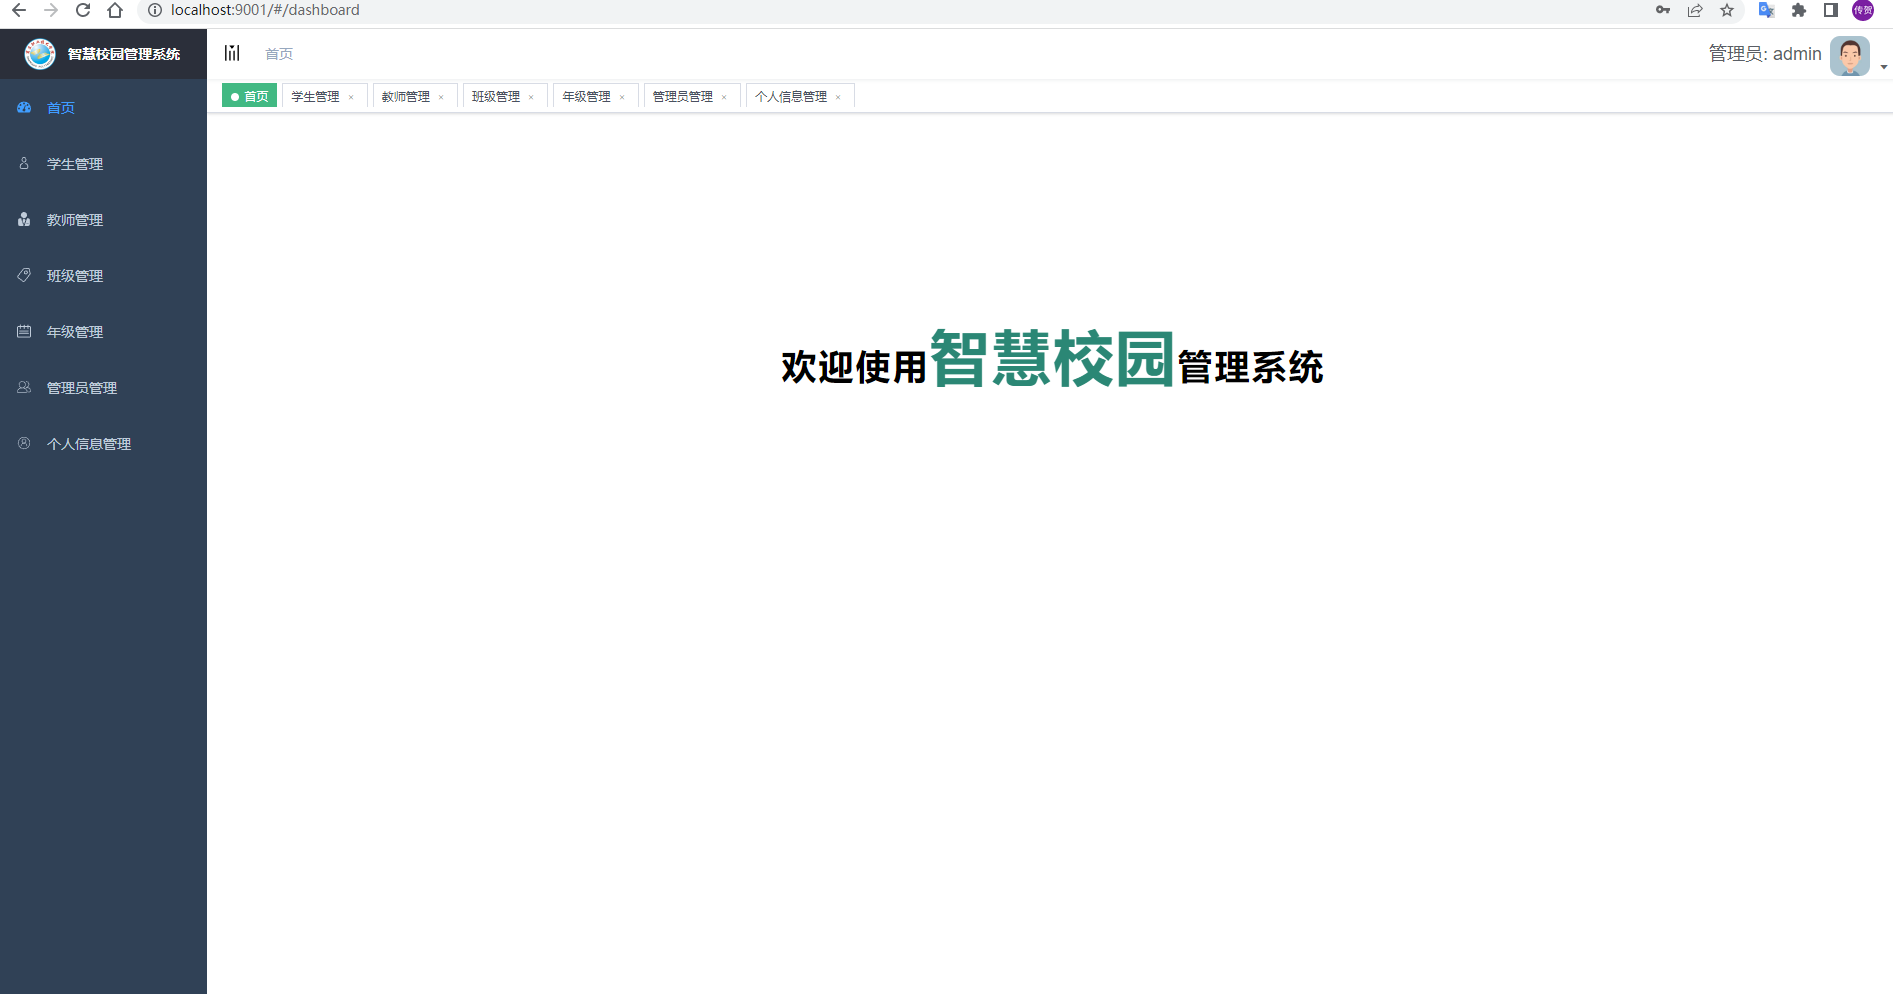 localhost:9001/#/dashboard
传贺
智慧校园管理系统
首页
管理员: admin
首页
学生管理 ×
教师管理 ×
班级管理 ×
年级管理 ×
管理员管理 ×
个人信息管理 ×
首页
学生管理
教师管理
班级管理
年级管理
管理员管理
个人信息管理
欢迎使用智慧校园管理系统